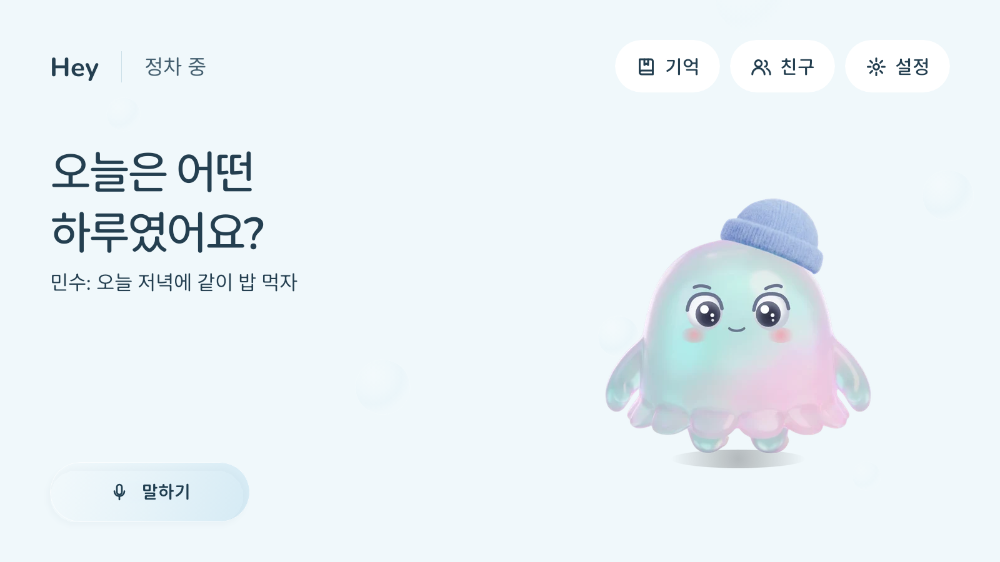 Hey
정차 중
기억
친구
설정
오늘은 어떤
하루였어요?
민수: 오늘 저녁에 같이 밥 먹자
말하기